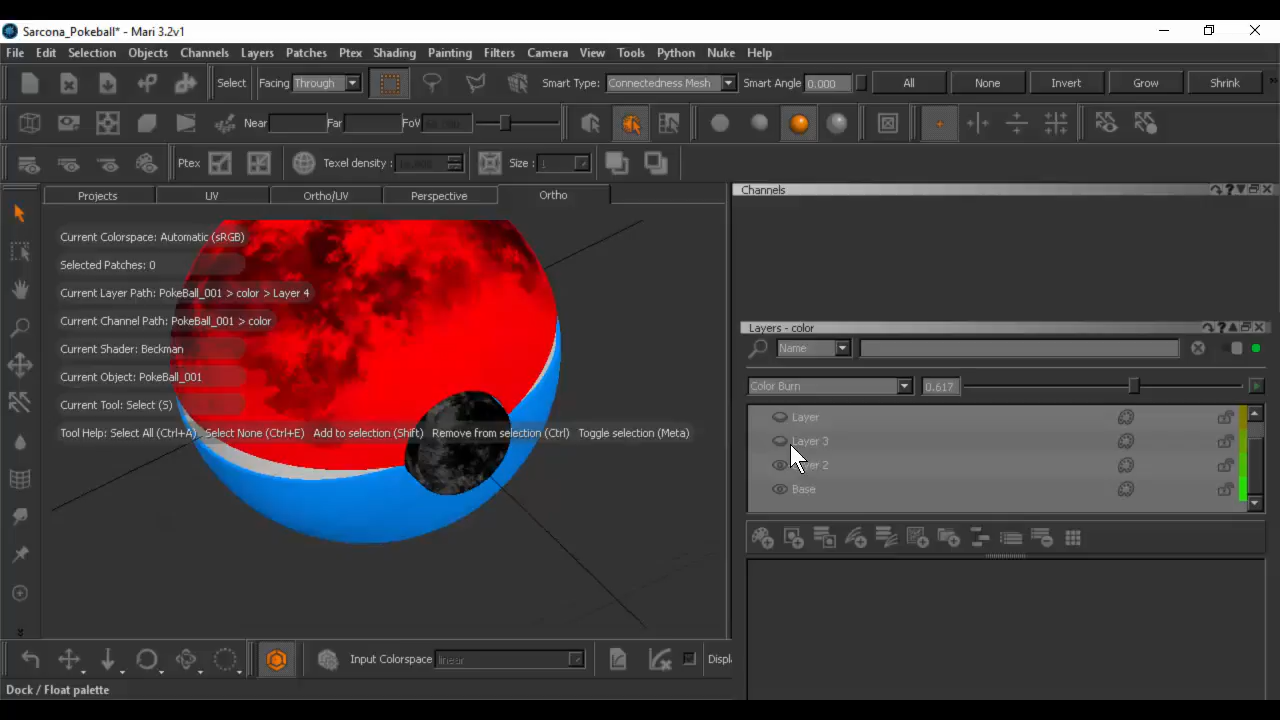 Sarcona_Pokeball* - Mari 3.2v1
File Edit Selection Objects Channels Layers Patches Ptex Shading Painting Filters Camera View Tools Python Nuke Help
Select Facing Through Smart Type: Connectedness Mesh Smart Angle 0.000 All None Invert Grow Shrink
Near Far FoV
Ptex Texel density: Size : 1
Projects UV Ortho/UV Perspective Ortho
Channels
Current Colorspace: Automatic (sRGB)
Selected Patches: 0
Current Layer Path: PokeBall_001 > color > Layer 4
Current Channel Path: PokeBall_001 > color
Current Shader: Beckman
Current Object: PokeBall_001
Current Tool: Select (S)
Tool Help: Select All (Ctrl+A) Select None (Ctrl+E) Add to selection (Shift) Remove from selection (Ctrl) Toggle selection (Meta)
Layers - color
Name
Color Burn 0.617
Layer
Layer 3
Layer 2
Base
Input Colorspace linear Displ
Dock / Float palette